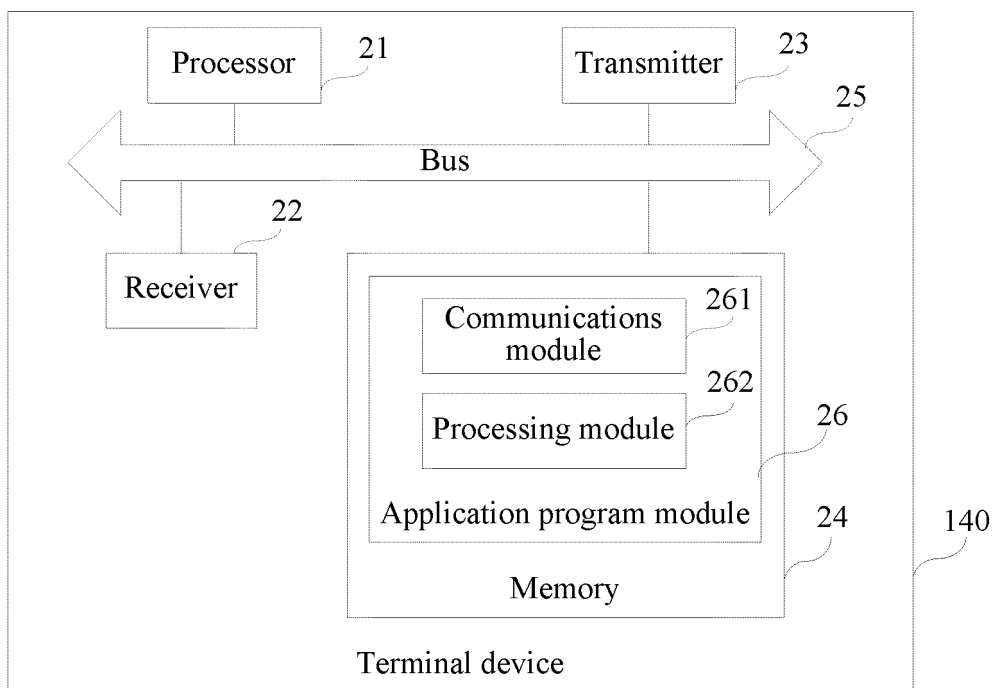 Processor
21
Transmitter
23
25
Bus
22
Receiver
261
Communications
module
262
Processing module
26
Application program module
24
140
Memory
Terminal device